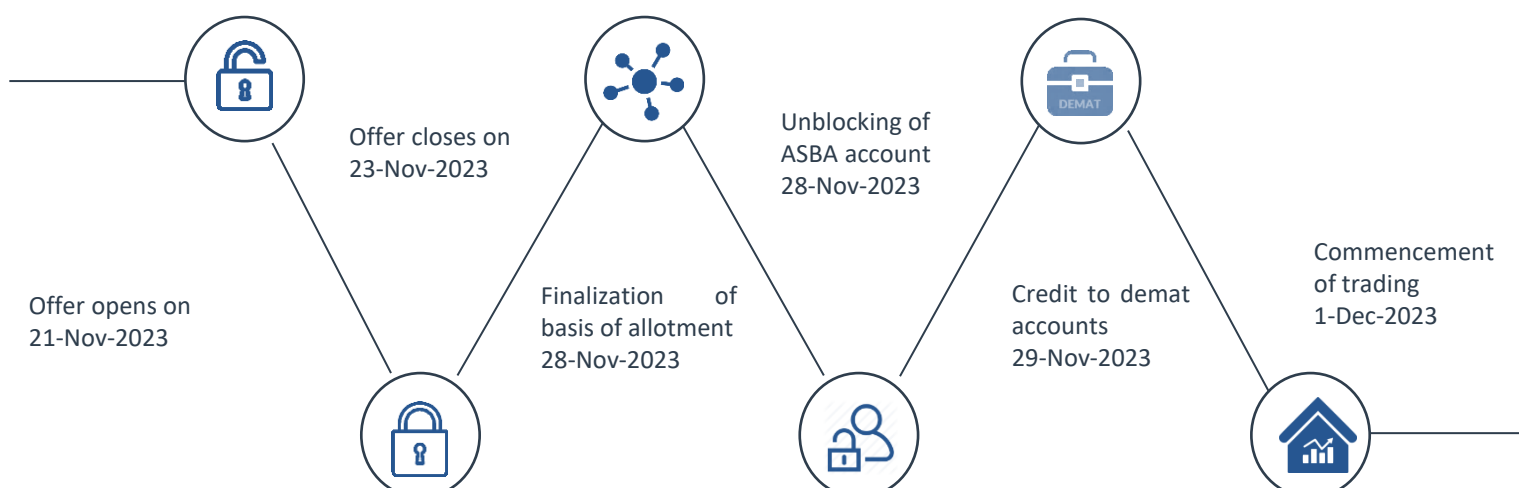 Offer opens on
21-Nov-2023
Offer closes on
23-Nov-2023
Finalization of
basis of allotment
28-Nov-2023
Unblocking of
ASBA account
28-Nov-2023
DEMAT
Credit to demat
accounts
29-Nov-2023
Commencement
of trading
1-Dec-2023